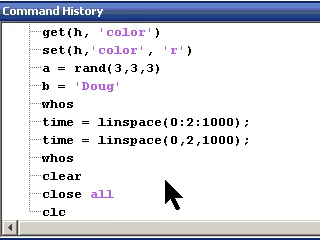 Command History
get(h, 'color')
set(h,'color', 'r')
a = rand(3,3,3)
b = 'Doug'
whos
time = linspace(0:2:1000);
time = linspace(0,2,1000);
whos
clear
close all
clc